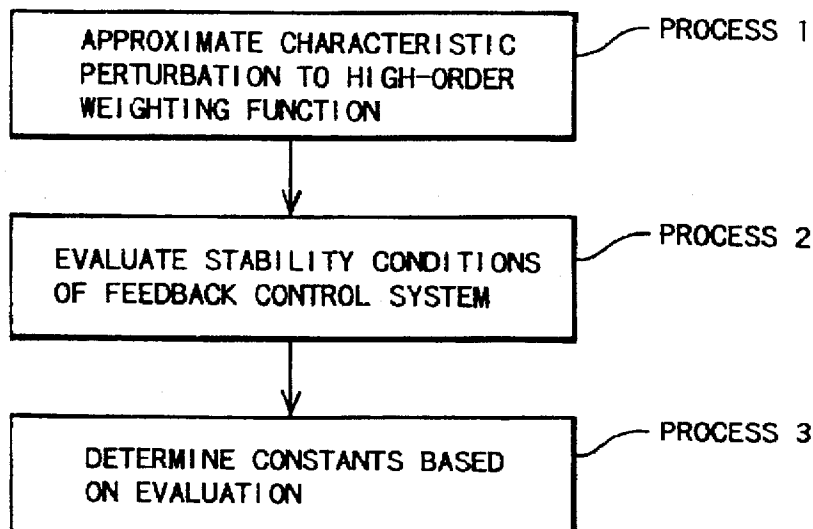 APPROXIMATE CHARACTERISTIC
PERTURBATION TO HIGH-ORDER
WEIGHTING FUNCTION
PROCESS 1
EVALUATE STABILITY CONDITIONS
OF FEEDBACK CONTROL SYSTEM
PROCESS 2
DETERMINE CONSTANTS BASED
ON EVALUATION
PROCESS 3